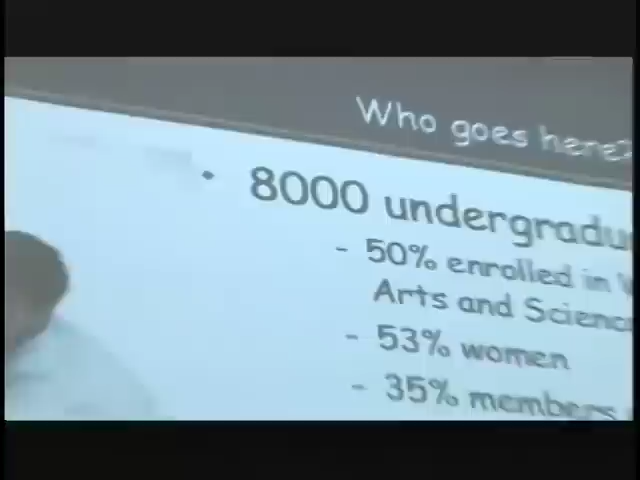 Who goes here?
• 8000 undergradu
- 50% enrolled in
Arts and Scienc
- 53% women
- 35% members